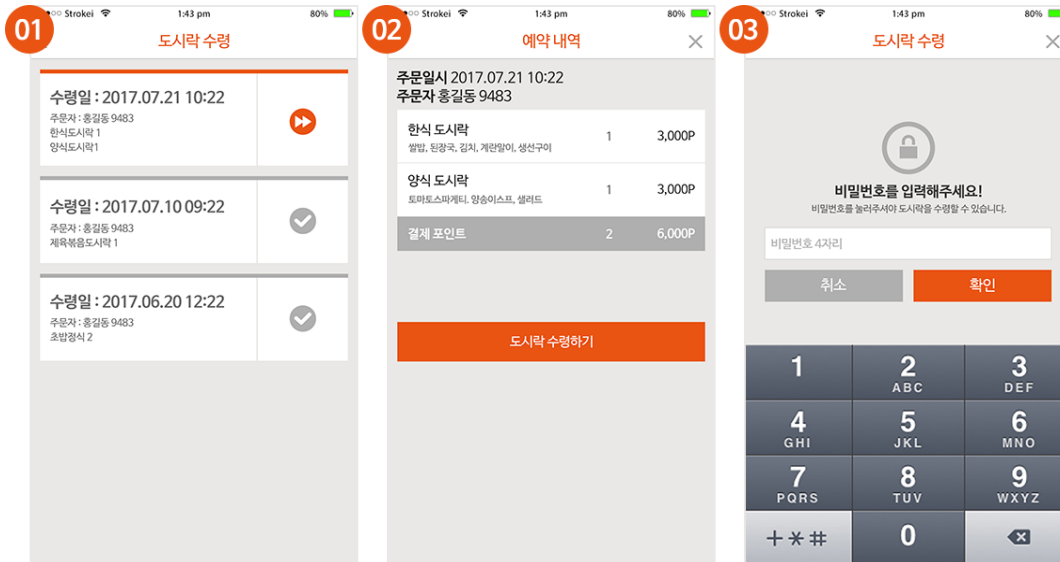 01
Strokei
1:43 pm
80%
도시락 수령
수령일 : 2017.07.21 10:22
주문자 : 홍길동 9483
한식도시락 1
양식도시락1
수령일 : 2017.07.10 09:22
주문자 : 홍길동 9483
제육볶음도시락 1
수령일 : 2017.06.20 12:22
주문자 : 홍길동 9483
초밥정식 2
02
Strokei
1:43 pm
80%
예약 내역
주문일시 2017.07.21 10:22
주문자 홍길동 9483
한식 도시락 1 3,000P
쌀밥, 된장국, 김치, 계란말이, 생선구이
양식 도시락 1 3,000P
토마토스파게티. 양송이스프, 샐러드
결제 포인트 2 6,000P
도시락 수령하기
03
Strokei
1:43 pm
80%
도시락 수령
비밀번호를 입력해주세요!
비밀번호를 눌러주셔야 도시락을 수령할 수 있습니다.
비밀번호 4자리
취소 확인
1 2 3
ABC DEF
4 5 6
GHI JKL MNO
7 8 9
PQRS TUV WXYZ
+*# 0